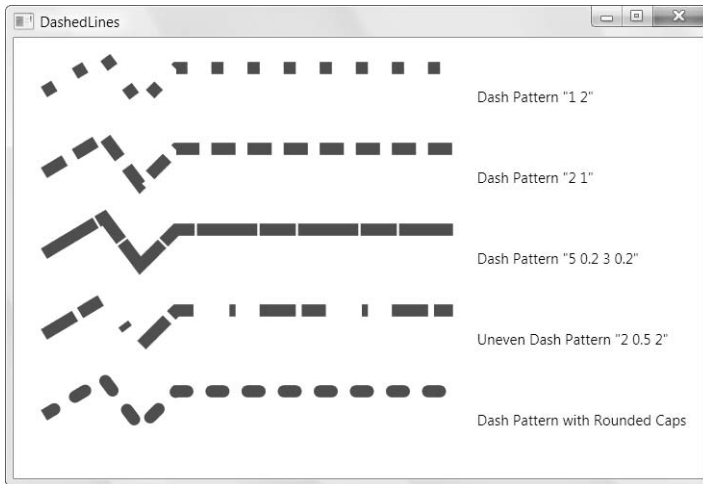 DashedLines
Dash Pattern "1 2"
Dash Pattern "2 1"
Dash Pattern "5 0.2 3 0.2"
Uneven Dash Pattern "2 0.5 2"
Dash Pattern with Rounded Caps